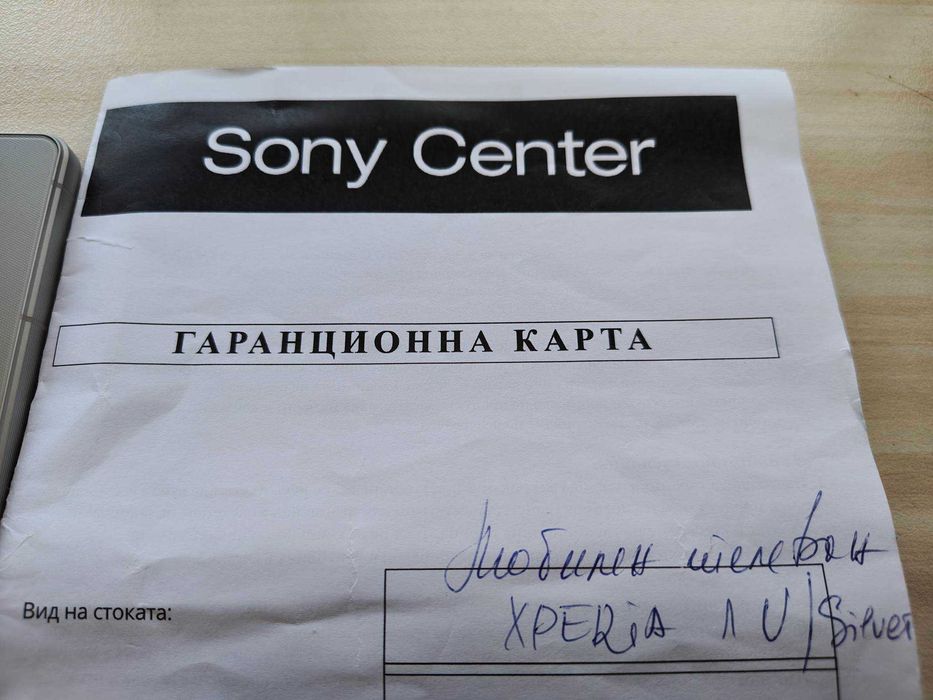 Sony Center
ГАРАНЦИОННА КАРТА
Мобилен телефон
Вид на стоката:
XPERiA 1 V | Silver